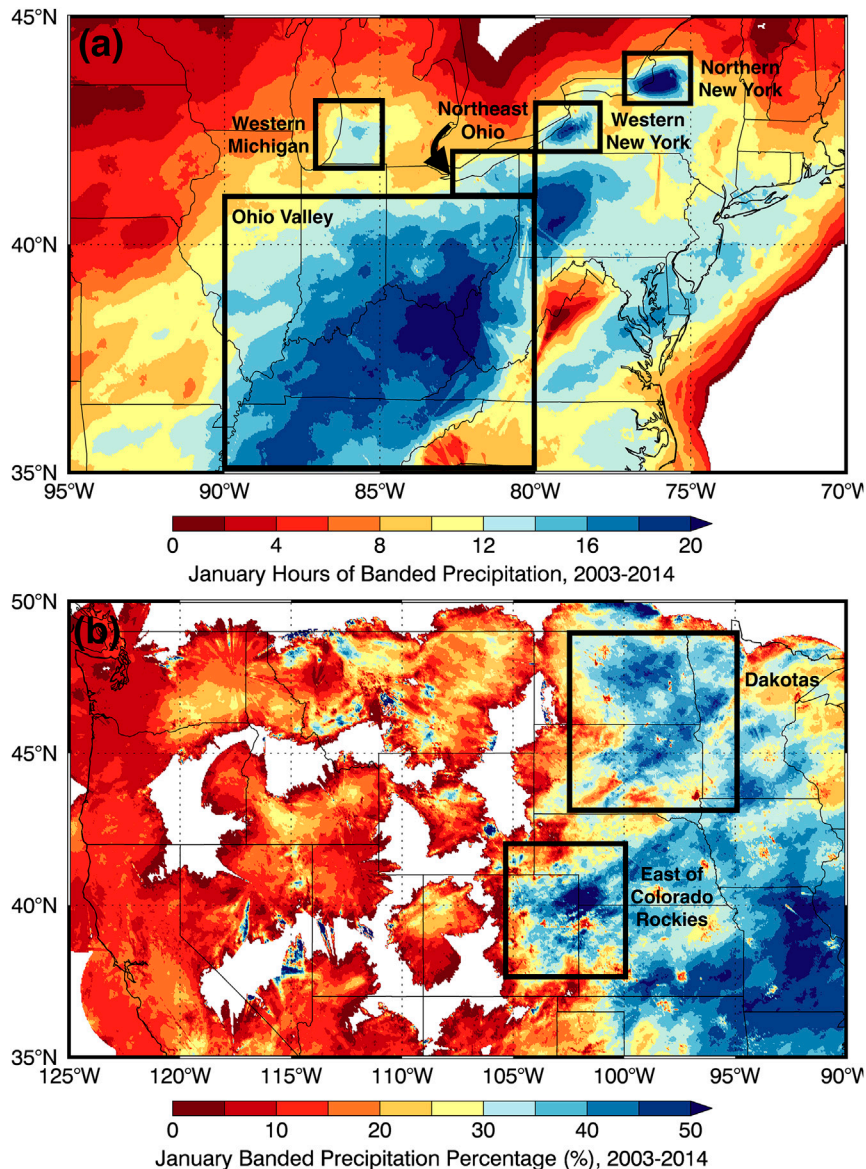 45°N
(a)
Northern
New York
Northeast
Ohio
Western
Michigan
Western
New York
Ohio Valley
40°N
35°N
95°W 90°W 85°W 80°W 75°W 70°W
0 4 8 12 16 20
January Hours of Banded Precipitation, 2003-2014
50°N
(b)
Dakotas
45°N
East of
Colorado
Rockies
40°N
35°N
125°W 120°W 115°W 110°W 105°W 100°W 95°W 90°W
0 10 20 30 40 50
January Banded Precipitation Percentage (%), 2003-2014